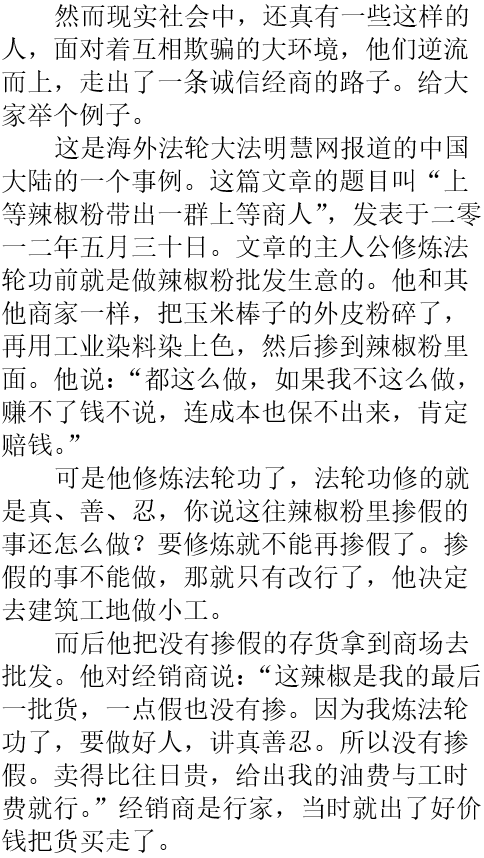 然而现实社会中，还真有一些这样的
人，面对着互相欺骗的大环境，他们逆流
而上，走出了一条诚信经商的路子。给大
家举个例子。
这是海外法轮大法明慧网报道的中国
大陆的一个事例。这篇文章的题目叫“上
等辣椒粉带出一群上等商人”，发表于二零
一二年五月三十日。文章的主人公修炼法
轮功前就是做辣椒粉批发生意的。他和其
他商家一样，把玉米棒子的外皮粉碎了，
再用工业染料染上色，然后掺到辣椒粉里
面。他说：“都这么做，如果我不这么做，
赚不了钱不说，连成本也保不出来，肯定
赔钱。”
可是他修炼法轮功了，法轮功修的就
是真、善、忍，你说这往辣椒粉里掺假的
事还怎么做？要修炼就不能再掺假了。掺
假的事不能做，那就只有改行了，他决定
去建筑工地做小工。
而后他把没有掺假的存货拿到商场去
批发。他对经销商说：“这辣椒是我的最后
一批货，一点假也没有掺。因为我炼法轮
功了，要做好人，讲真善忍。所以没有掺
假。卖得比往日贵，给出我的油费与工时
费就行。”经销商是行家，当时就出了好价
钱把货买走了。